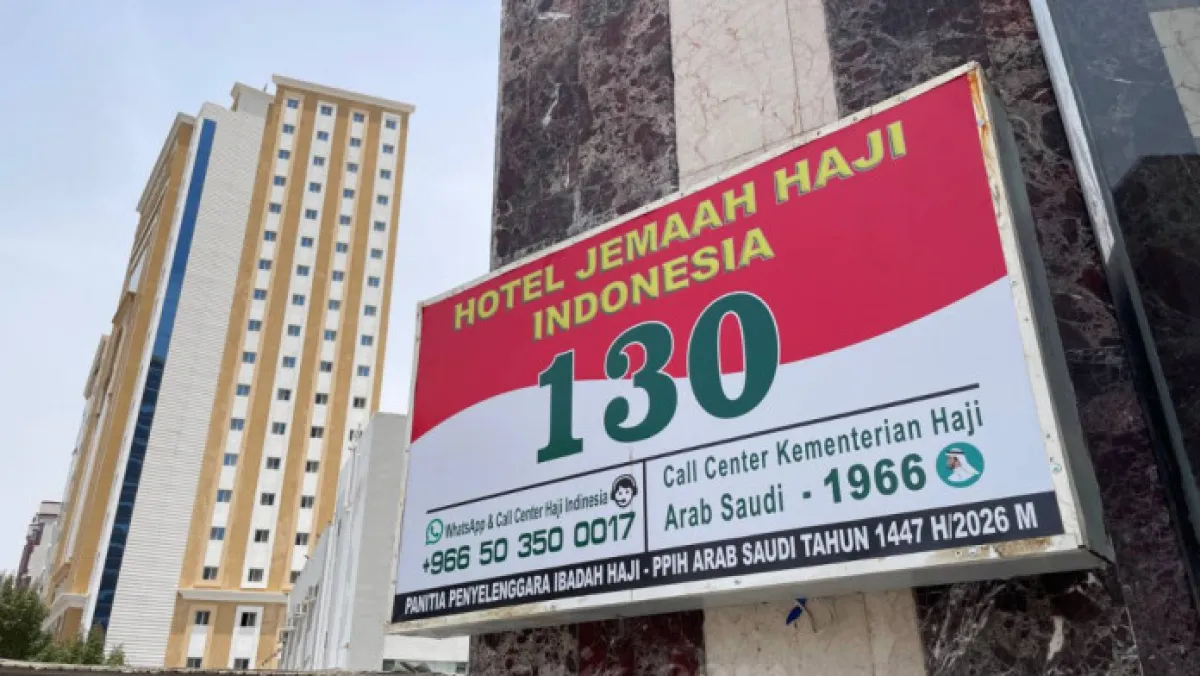 HOTEL JEMAAH HAJI
INDONESIA
130
WhatsApp & Call Center Haji Indinesia
+966 50 350 0017
Call Center Kementerian Haji
Arab Saudi - 1966
PANITIA PENYELENGGARA IBADAH HAJI - PPIH ARAB SAUDI TAHUN 1447 H/2026 M